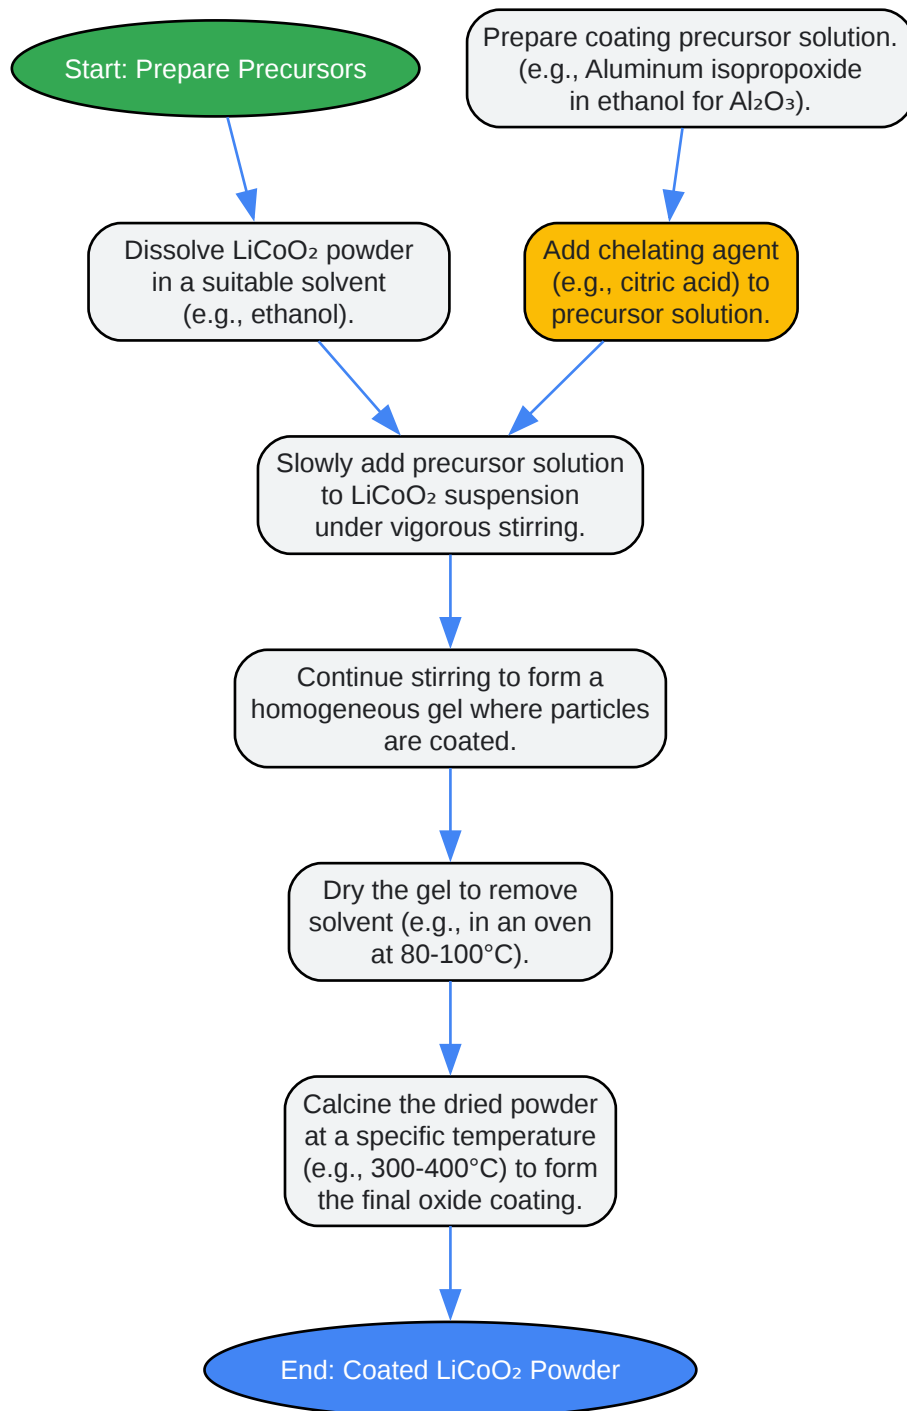 Start: Prepare Precursors
Prepare coating precursor solution.
(e.g., Aluminum isopropoxide
in ethanol for Al₂O₃).
Dissolve LiCoO₂ powder
in a suitable solvent
(e.g., ethanol).
Add chelating agent
(e.g., citric acid) to
precursor solution.
Slowly add precursor solution
to LiCoO₂ suspension
under vigorous stirring.
Continue stirring to form a
homogeneous gel where particles
are coated.
Dry the gel to remove
solvent (e.g., in an oven
at 80-100°C).
Calcine the dried powder
at a specific temperature
(e.g., 300-400°C) to form
the final oxide coating.
End: Coated LiCoO₂ Powder